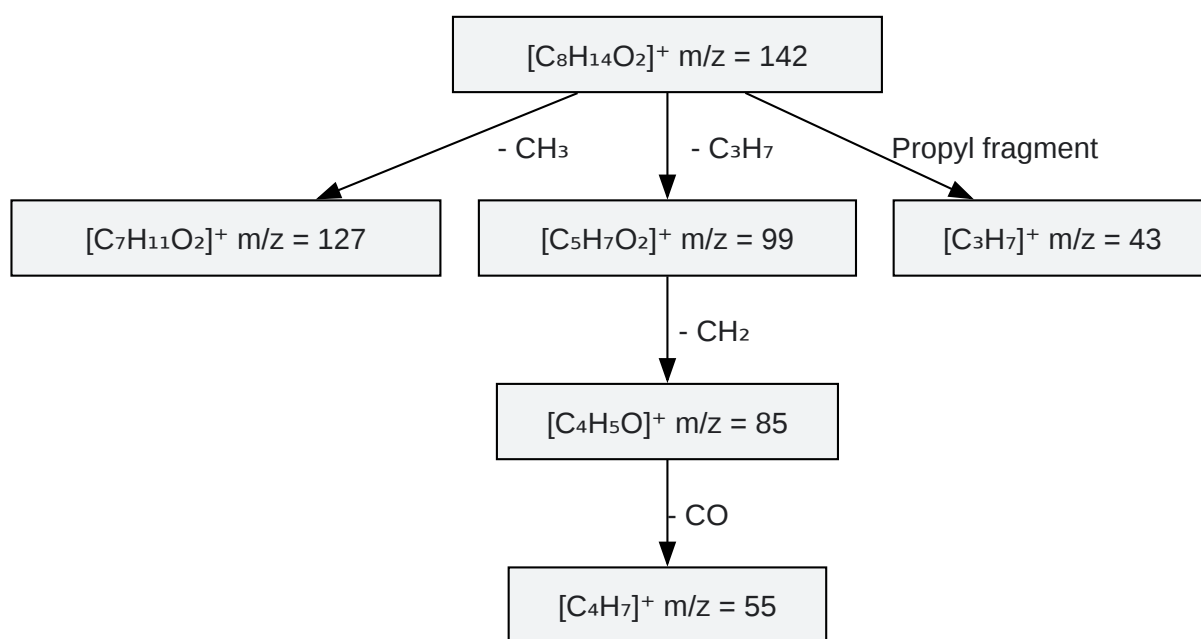 [C₈H₁₄O₂]⁺ m/z = 142
- CH₃
- C₃H₇
Propyl fragment
[C₇H₁₁O₂]⁺ m/z = 127
[C₅H₇O₂]⁺ m/z = 99
[C₃H₇]⁺ m/z = 43
- CH₂
[C₄H₅O]⁺ m/z = 85
- CO
[C₄H₇]⁺ m/z = 55